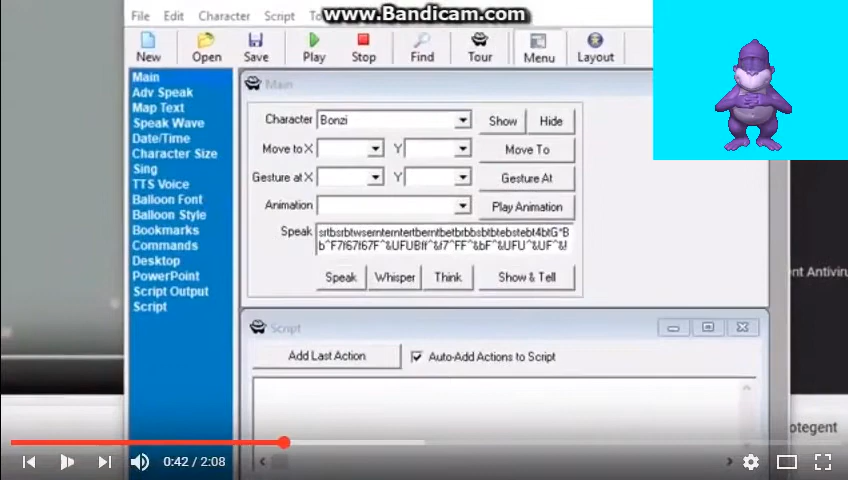 www.Bandicam.com
File Edit Character Script
New Open Save Play Stop Find Tour Menu Layout
Main
Adv Speak
Map Text
Speak Wave
Date/Time
Character Size
Sing
TTS Voice
Balloon Font
Balloon Style
Bookmarks
Commands
Desktop
PowerPoint
Script Output
Script
Main
Character Bonzi Show Hide
Move to X Y Move To
Gesture at X Y Gesture At
Animation Play Animation
Speak
Speak Whisper Think Show & Tell
Script
Add Last Action Auto-Add Actions to Script
0:42 / 2:08